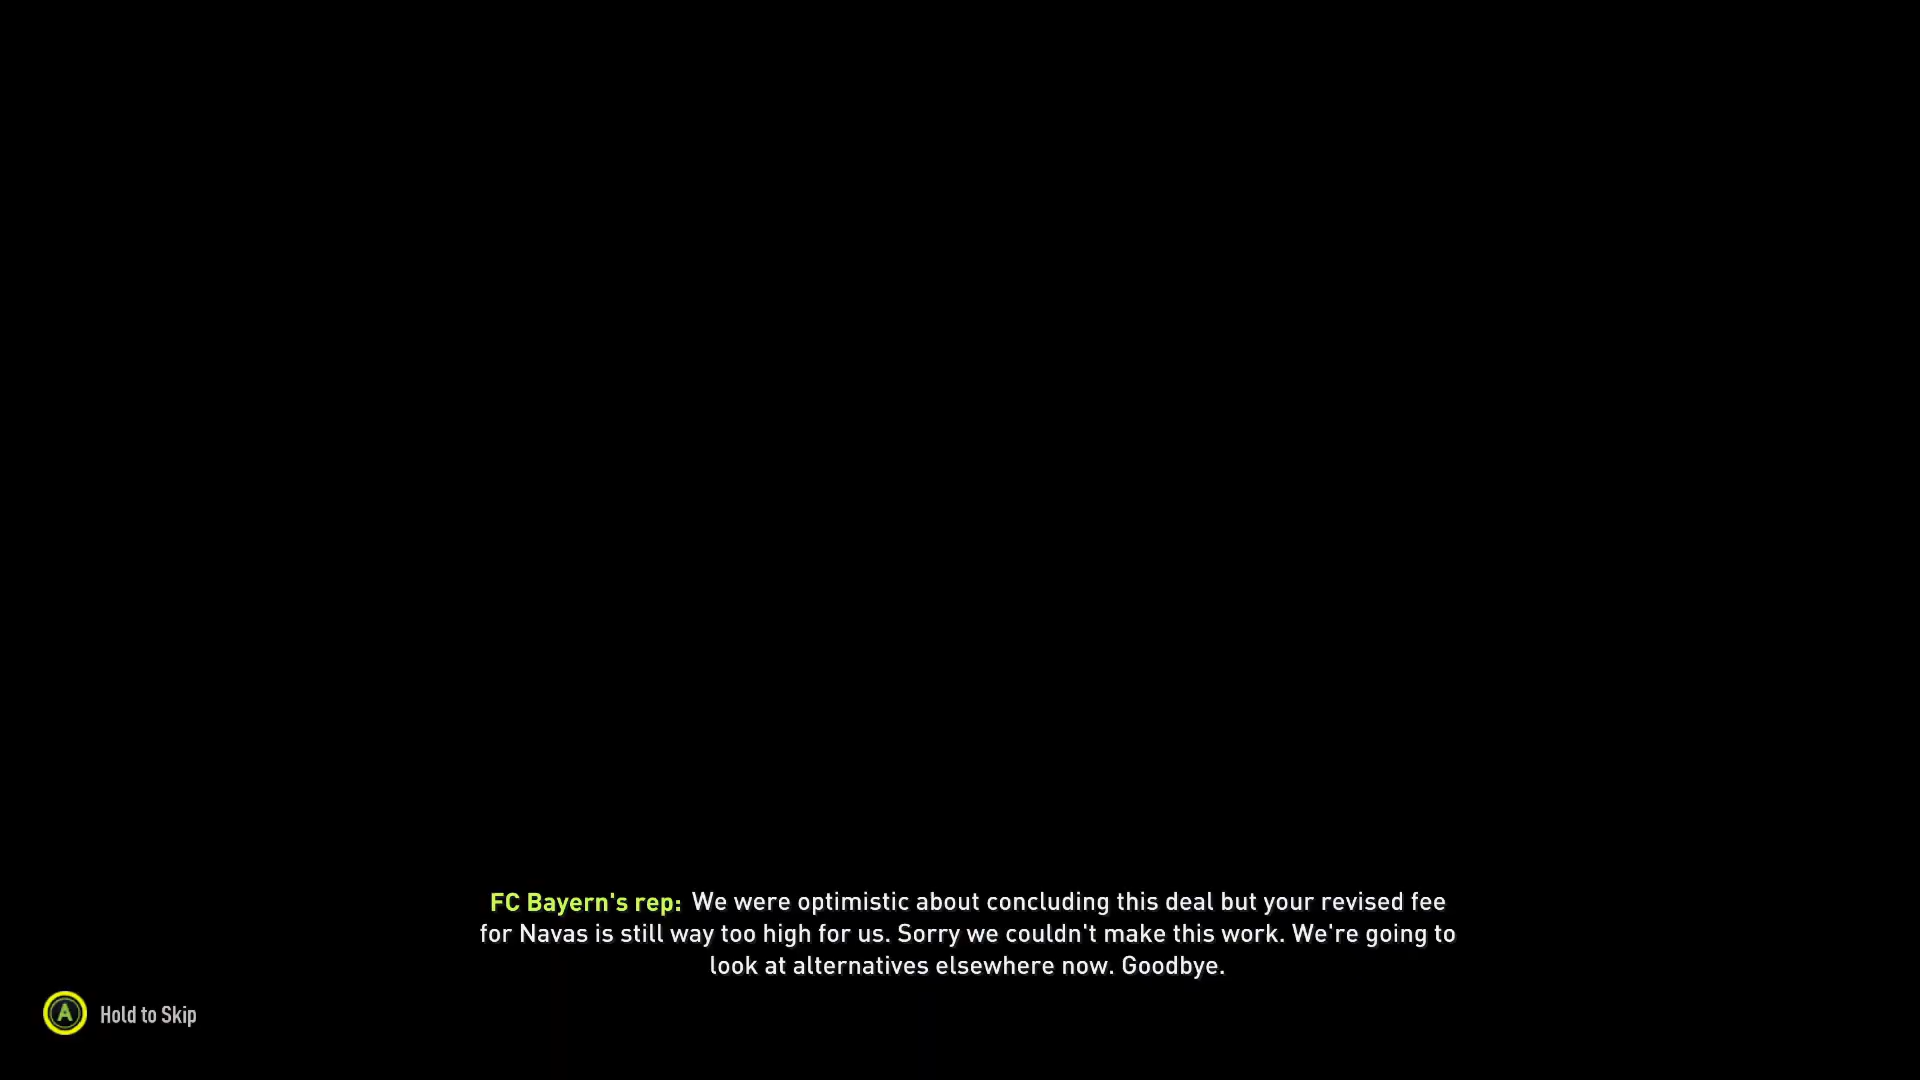 FC Bayern's rep: We were optimistic about concluding this deal but your revised fee
for Navas is still way too high for us. Sorry we couldn't make this work. We're going to
look at alternatives elsewhere now. Goodbye.
A Hold to Skip